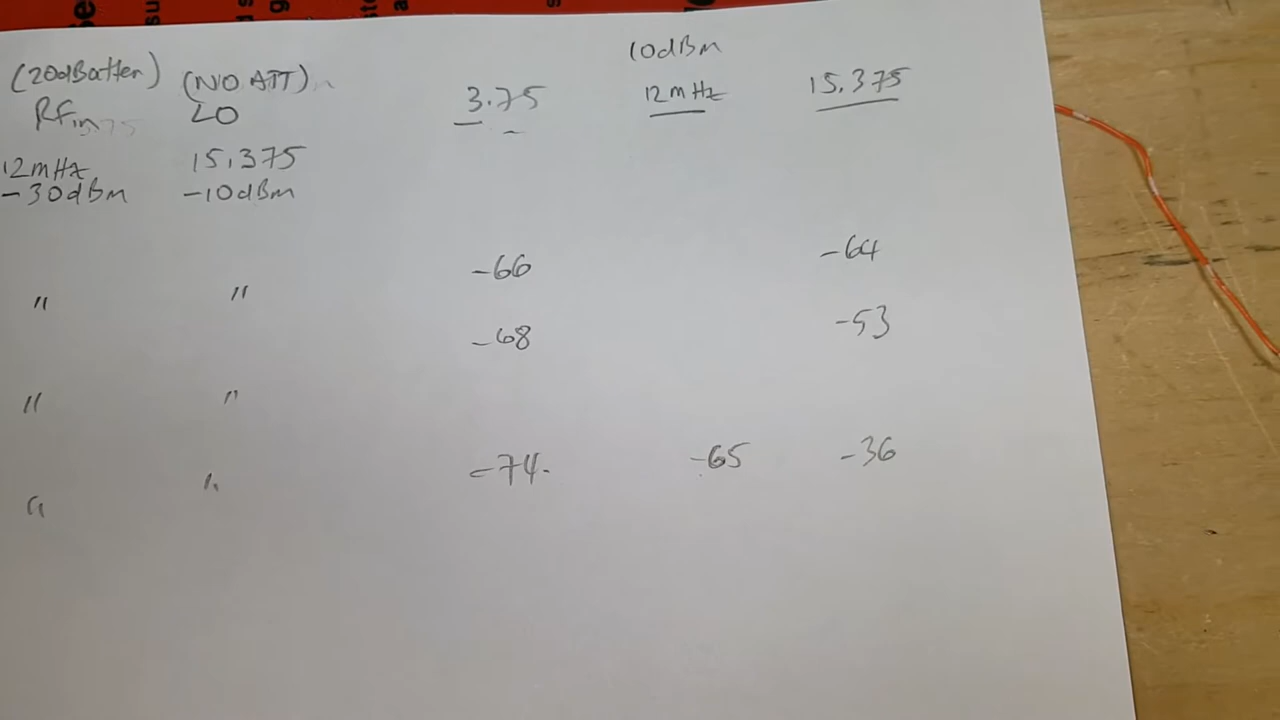 10dBm
(20dBatten) (NO ATT) 3.75 12mHz 15.375
RFin LO
12mHz 15.375
-30dBm -10dBm
-66 -64
" "
-68 -53
" "
-74. -65 -36
" "